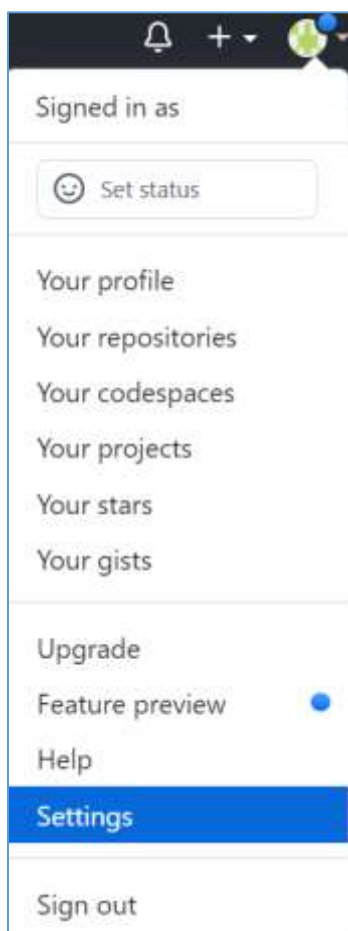 Signed in as
Set status
Your profile
Your repositories
Your codespaces
Your projects
Your stars
Your gists
Upgrade
Feature preview
Help
Settings
Sign out